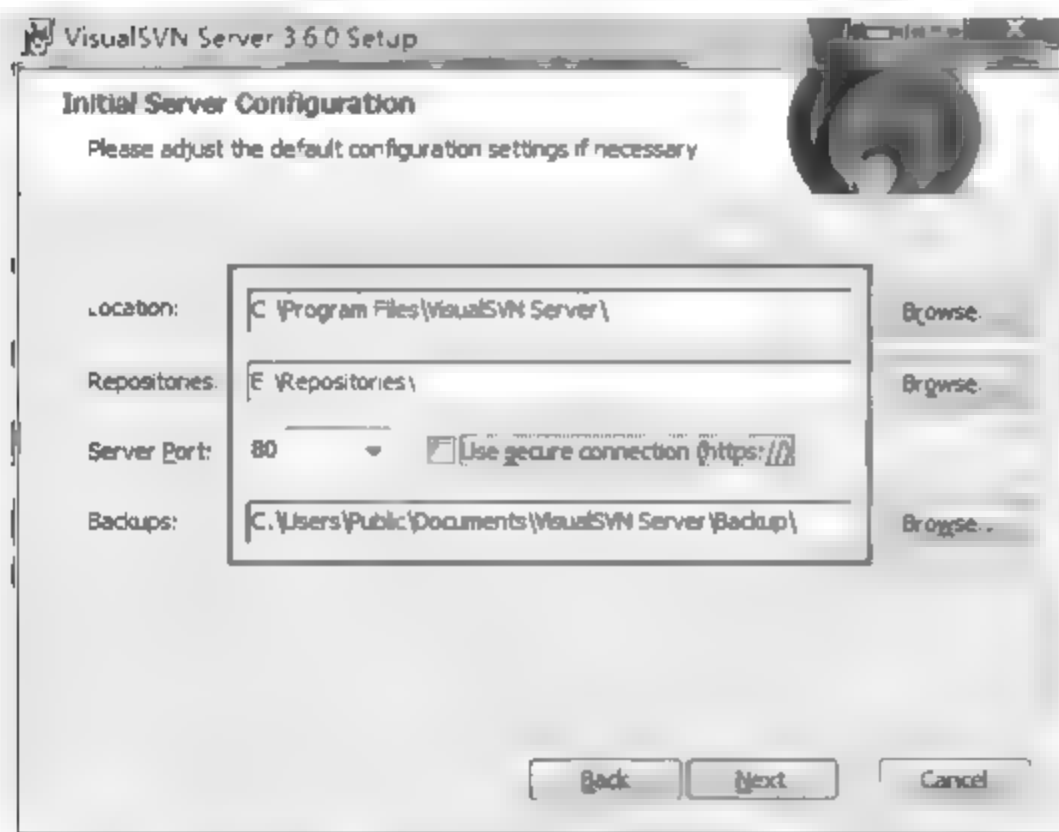 VisualSVN Server 3.6.0 Setup
Initial Server Configuration
Please adjust the default configuration settings if necessary
Location: C:\Program Files\VisualSVN Server\ Browse...
Repositories: E:\Repositories\ Browse...
Server Port: 80 Use secure connection (https://)
Backups: C:\Users\Public\Documents\VisualSVN Server\Backup\ Browse...
Back Next Cancel